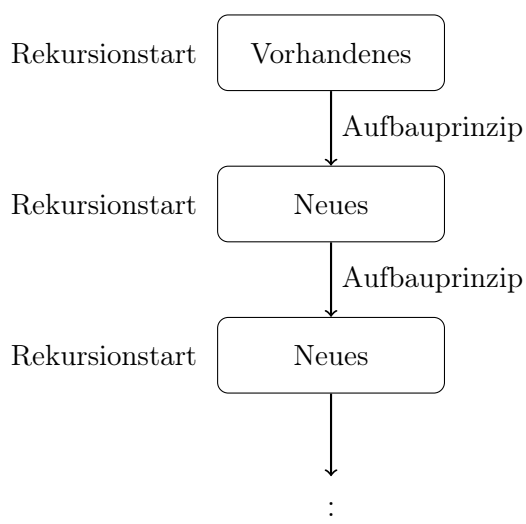 Rekursionstart Vorhandenes
Aufbauprinzip
Rekursionstart Neues
Aufbauprinzip
Rekursionstart Neues
: